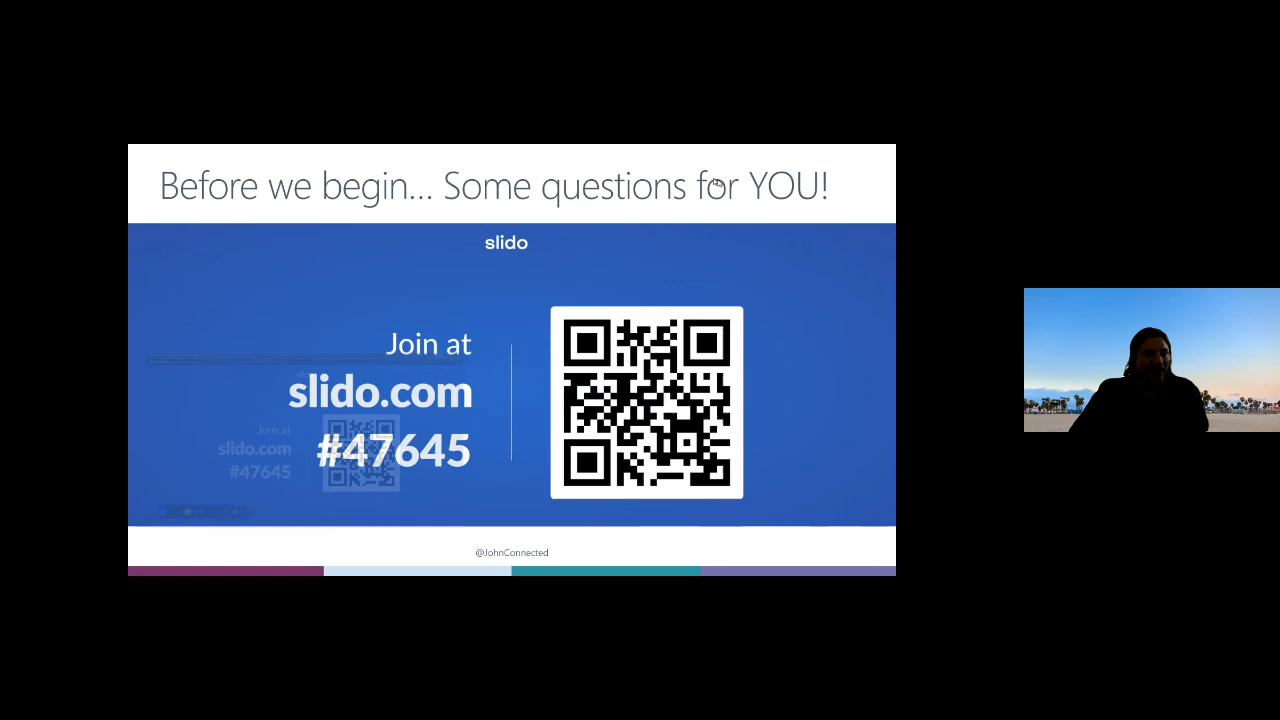 Before we begin... Some questions for YOU!
slido
Join at
slido.com
#47645
Join at
slido.com
#47645
@JohnConnected